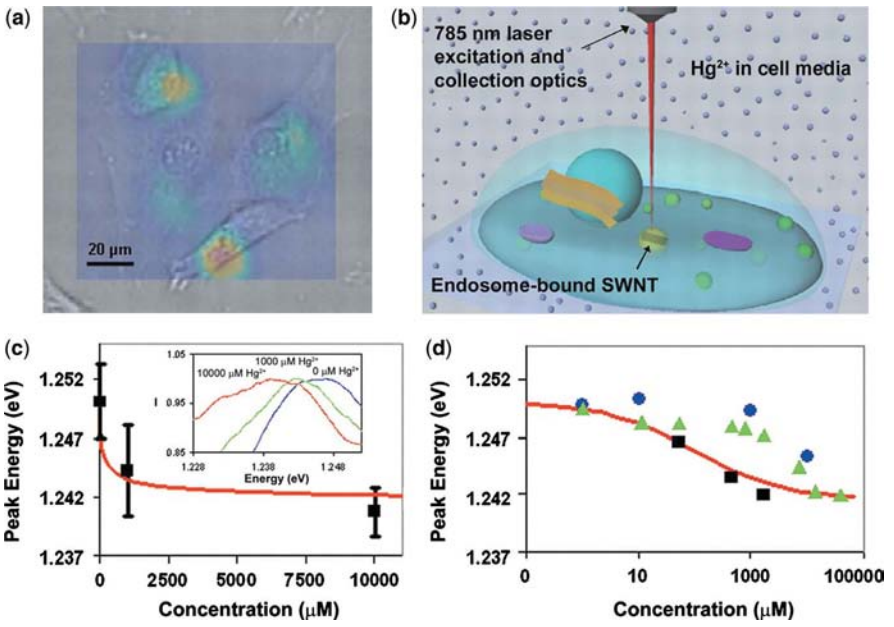 (a)
20 µm
(b)
785 nm laser
excitation and
collection optics
Hg²⁺ in cell media
Endosome-bound SWNT
(c)
Peak Energy (eV)
1.252
1.247
1.242
1.237
0
2500
5000
7500
10000
Concentration (µM)
1.05
I
0.95
0.85
1000 µM Hg²⁺
10000 µM Hg²⁺
0 µM Hg²⁺
1.228
1.238
1.248
Energy (eV)
(d)
Peak Energy (eV)
1.252
1.247
1.242
1.237
0
10
1000
100000
Concentration (µM)